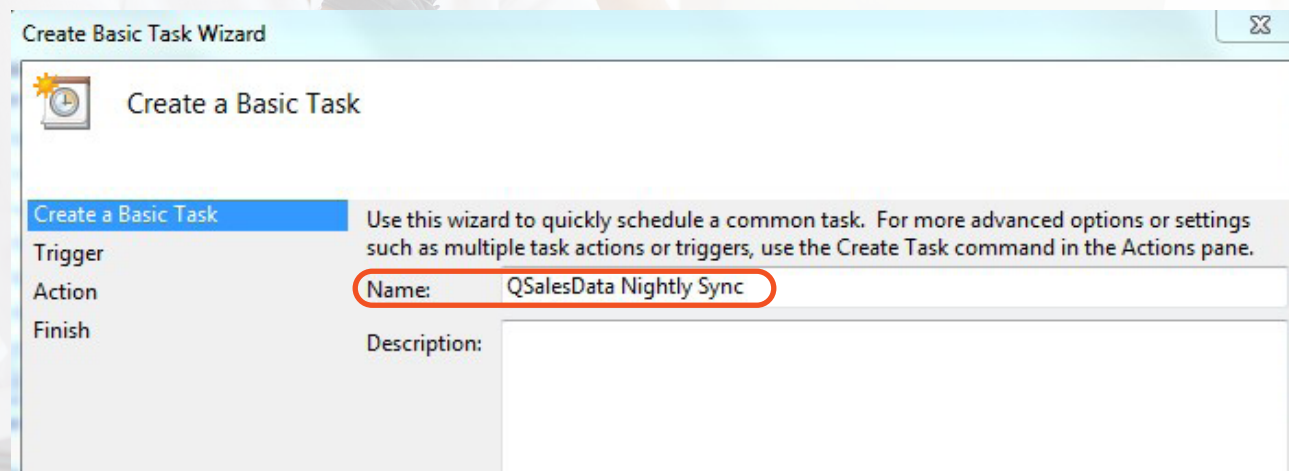 Create Basic Task Wizard
Create a Basic Task
Create a Basic Task
Trigger
Action
Finish
Use this wizard to quickly schedule a common task. For more advanced options or settings
such as multiple task actions or triggers, use the Create Task command in the Actions pane.
Name: QSalesData Nightly Sync
Description: